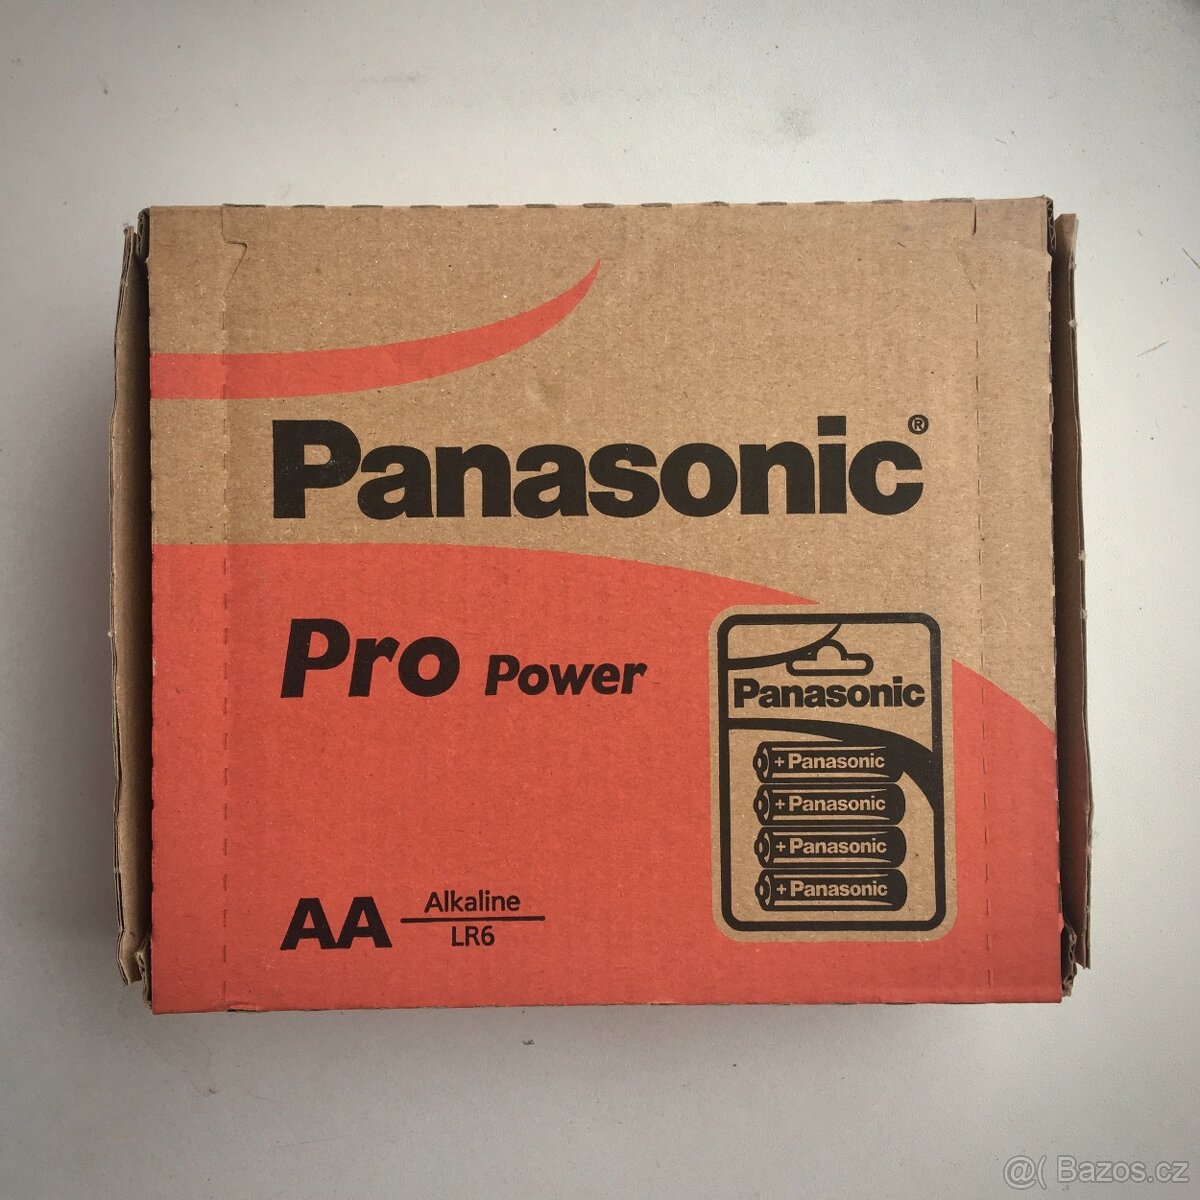 Panasonic®
Pro Power
Panasonic
+Panasonic
+Panasonic
+Panasonic
+Panasonic
AA Alkaline
LR6
@( Bazos.cz